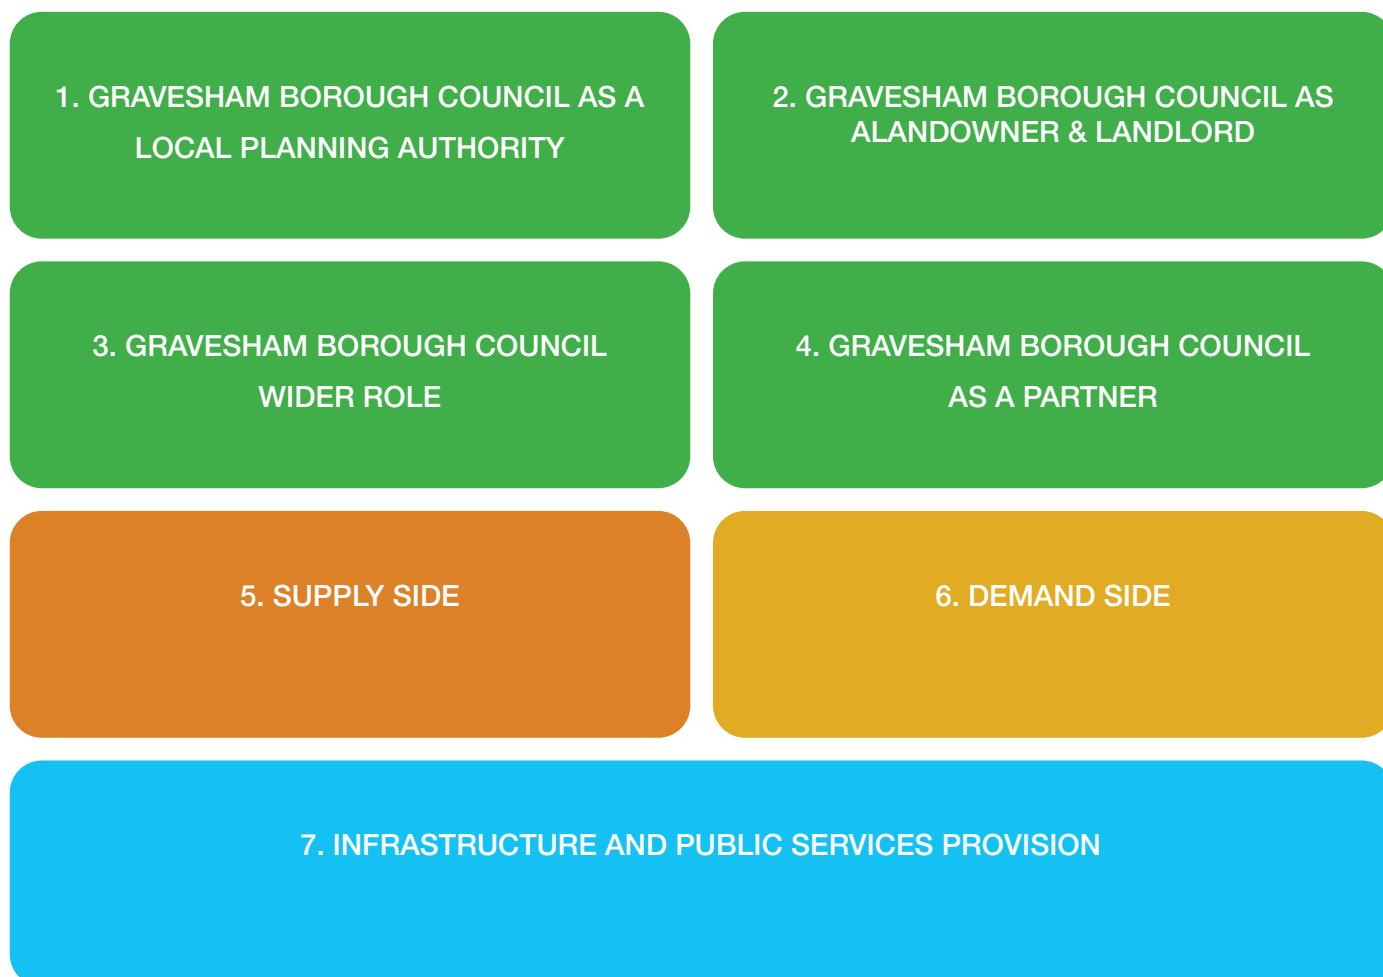 1. GRAVESHAM BOROUGH COUNCIL AS A
LOCAL PLANNING AUTHORITY
2. GRAVESHAM BOROUGH COUNCIL AS
ALANDOWNER & LANDLORD
3. GRAVESHAM BOROUGH COUNCIL
WIDER ROLE
4. GRAVESHAM BOROUGH COUNCIL
AS A PARTNER
5. SUPPLY SIDE
6. DEMAND SIDE
7. INFRASTRUCTURE AND PUBLIC SERVICES PROVISION